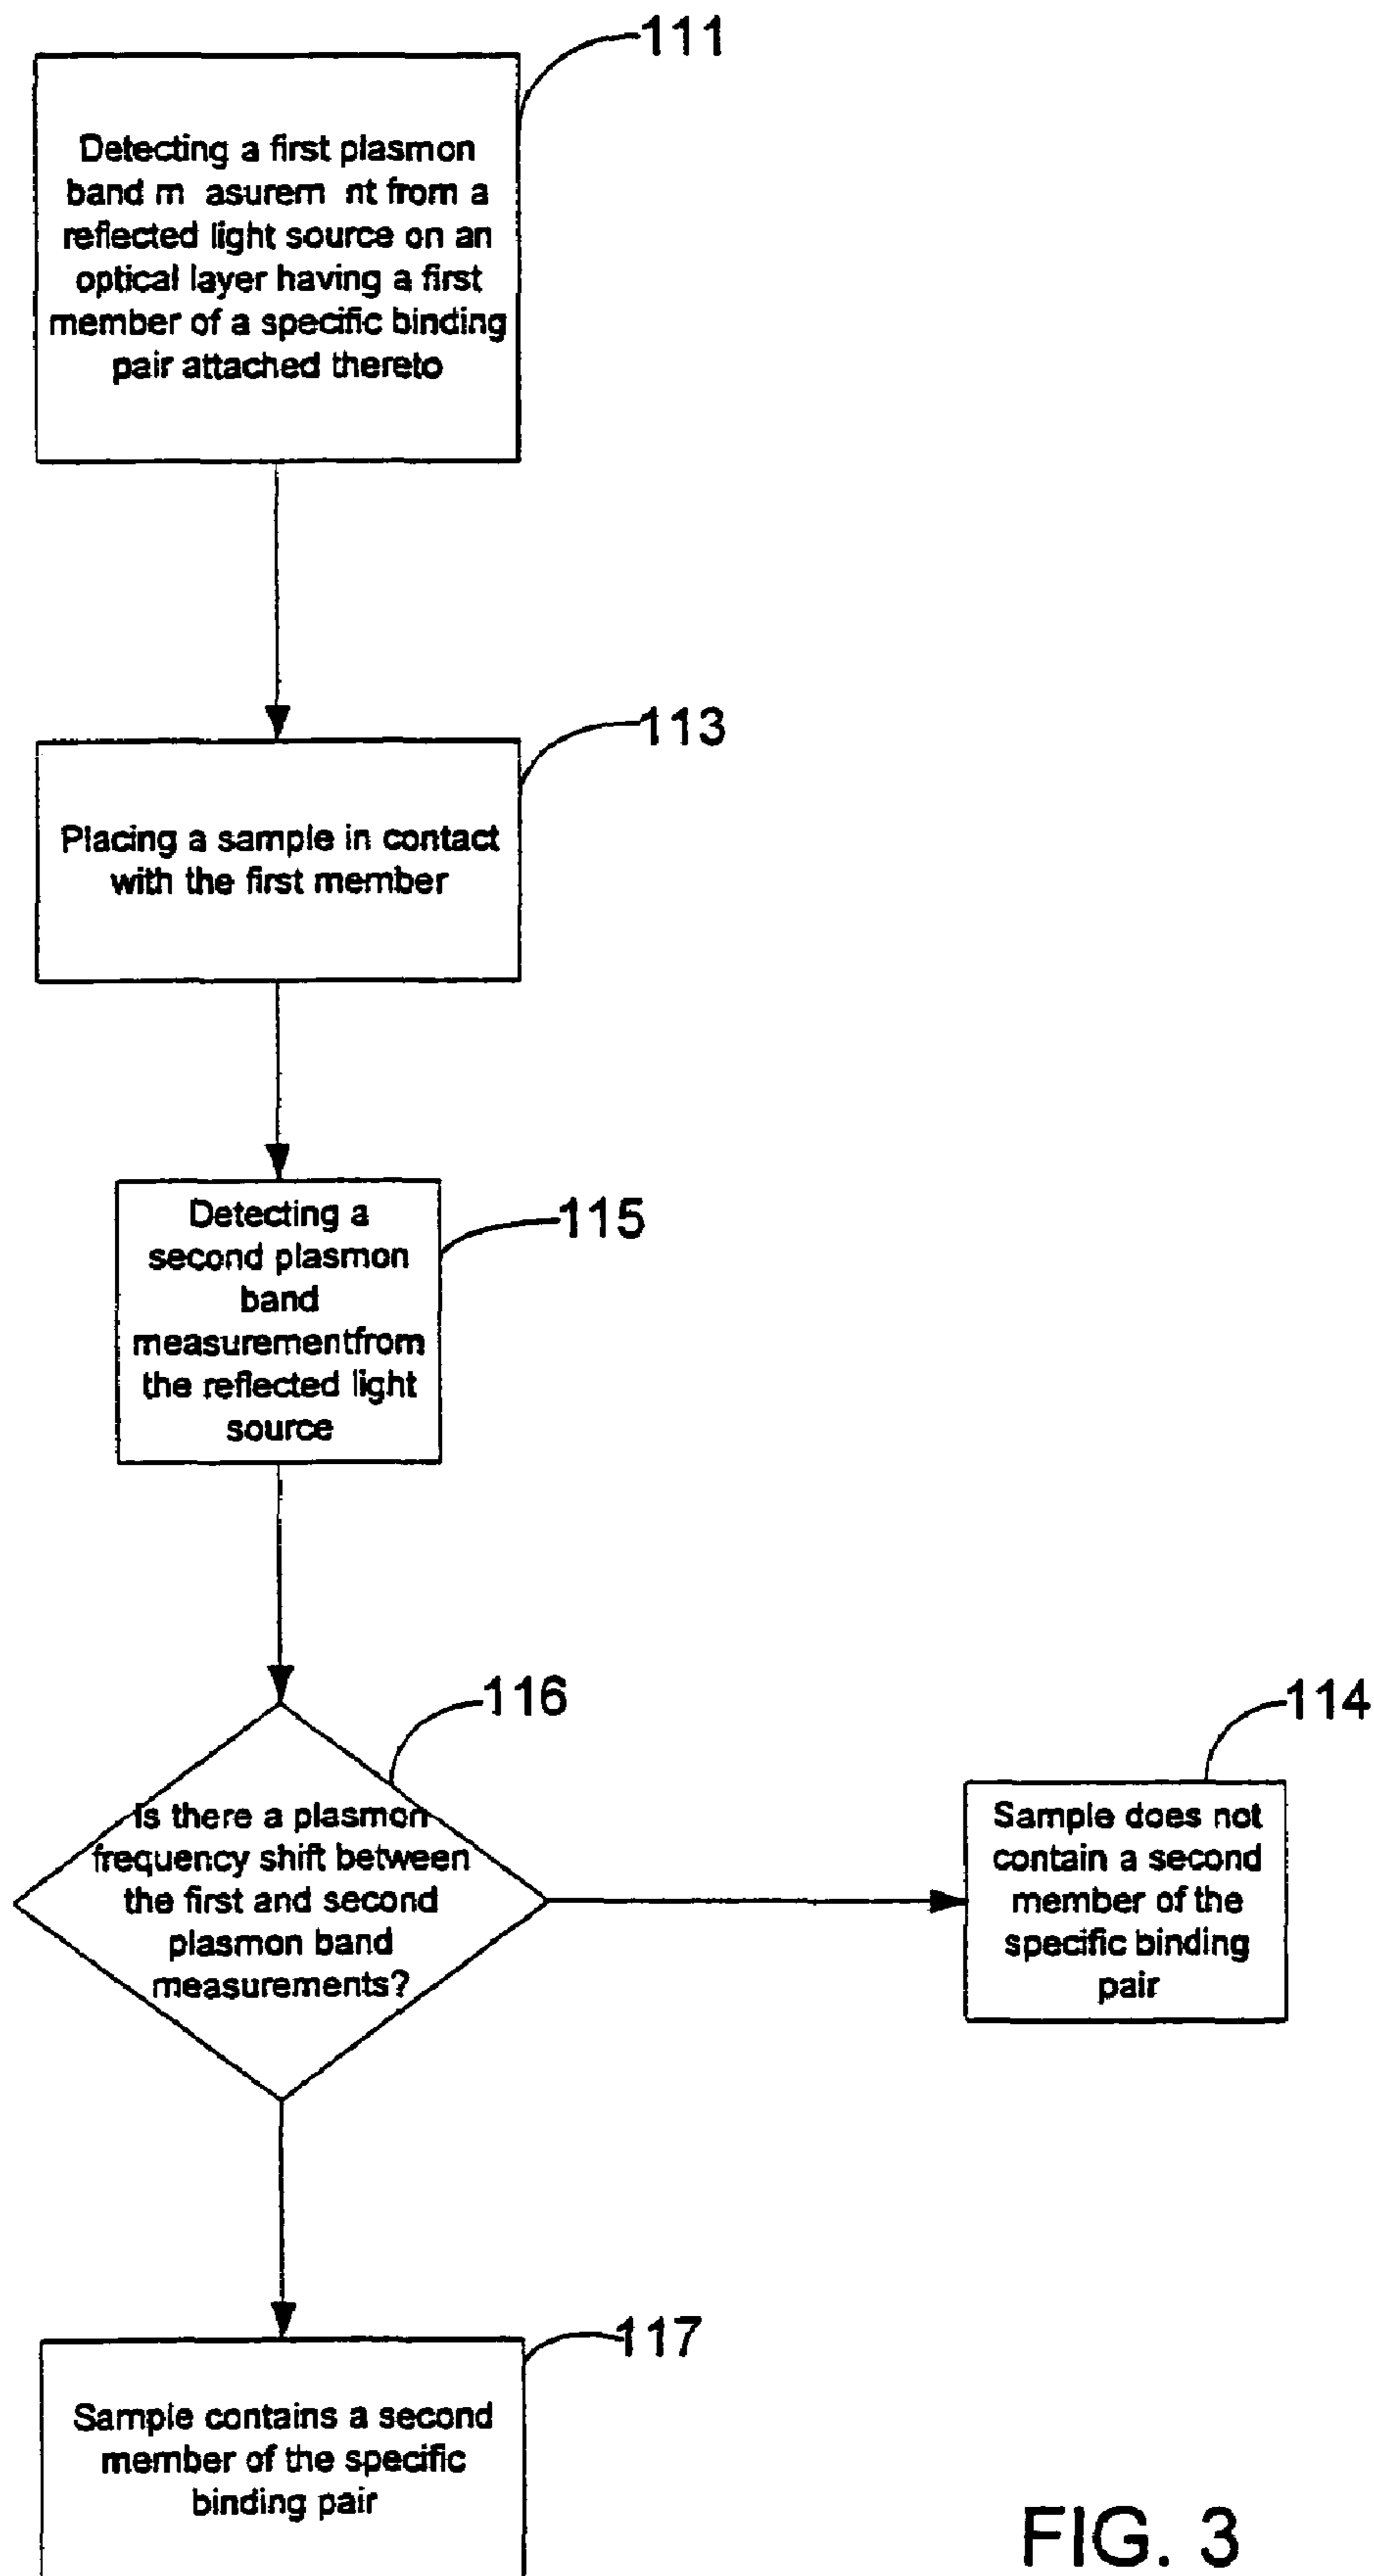 111
Detecting a first plasmon
band m asurem nt from a
reflected light source on an
optical layer having a first
member of a specific binding
pair attached thereto
113
Placing a sample in contact
with the first member
115
Detecting a
second plasmon
band
measurementfrom
the reflected light
source
116
Is there a plasmon
frequency shift between
the first and second
plasmon band
measurements?
114
Sample does not
contain a second
member of the
specific binding
pair
117
Sample contains a second
member of the specific
binding pair
FIG. 3